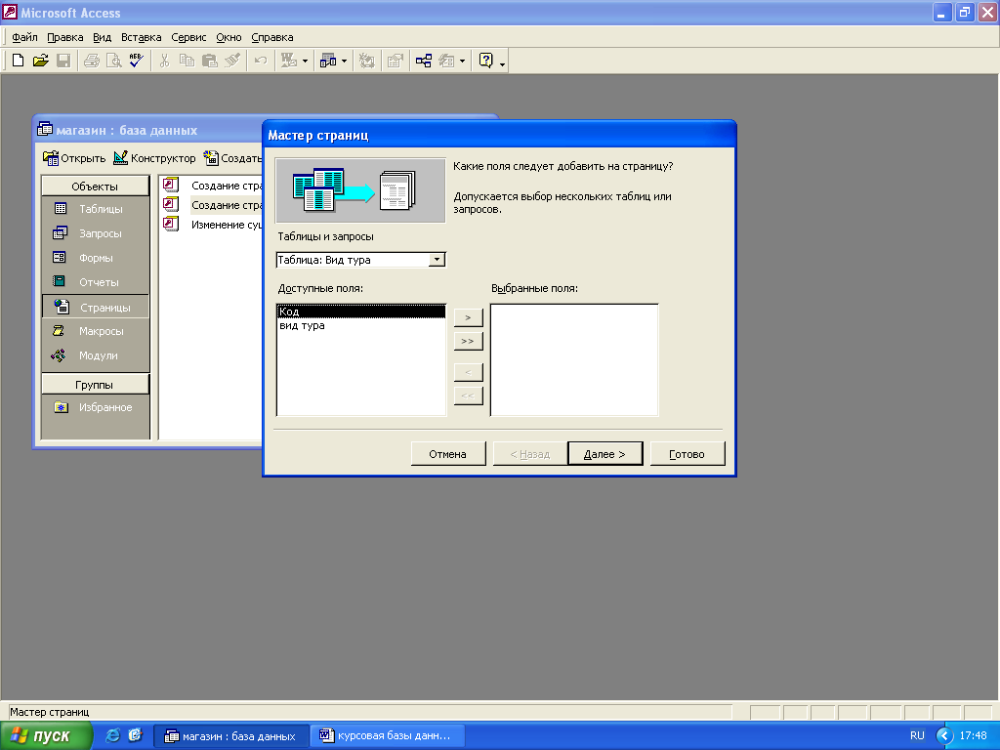 Microsoft Access
Файл Правка Вид Вставка Сервис Окно Справка
магазин : база данных
Открыть Конструктор Создать
Объекты
Таблицы
Запросы
Формы
Отчеты
Страницы
Макросы
Модули
Группы
Избранное
Создание стра
Создание стра
Изменение су
Мастер страниц
Какие поля следует добавить на страницу?
Допускается выбор нескольких таблиц или
запросов.
Таблицы и запросы
Таблица: Вид тура
Доступные поля:
Выбранные поля:
Код
вид тура
>
>>
<
<<
Отмена
< Назад
Далее >
Готово
Мастер страниц
пуск
магазин : база данных
курсовая базы данн...
RU
17:48